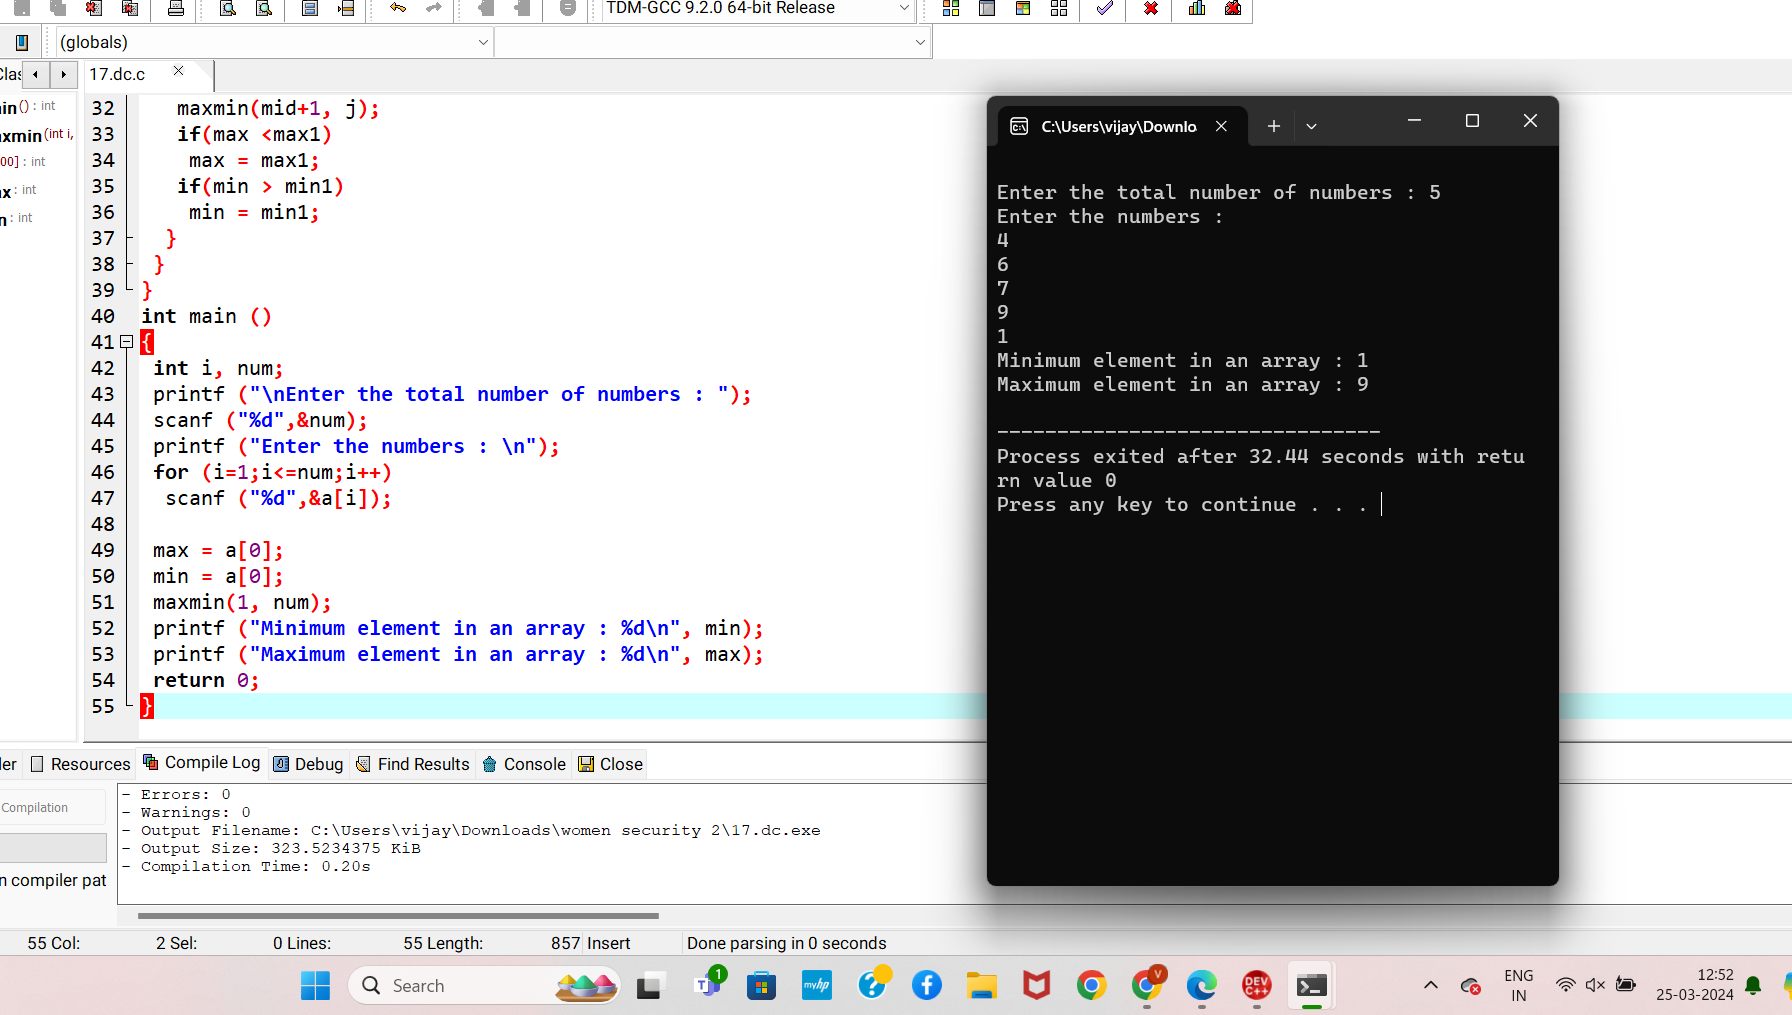 TDM-GCC 9.2.0 64-bit Release
(globals)
17.dc.c
int
(int i,
int
int
int
32 maxmin(mid+1, j);
33 if(max <max1)
34 max = max1;
35 if(min > min1)
36 min = min1;
37 }
38 }
39 }
40 int main ()
41 {
42 int i, num;
43 printf ("\nEnter the total number of numbers : ");
44 scanf ("%d",&num);
45 printf ("Enter the numbers : \n");
46 for (i=1;i<=num;i++)
47 scanf ("%d",&a[i]);
48
49 max = a[0];
50 min = a[0];
51 maxmin(1, num);
52 printf ("Minimum element in an array : %d\n", min);
53 printf ("Maximum element in an array : %d\n", max);
54 return 0;
55 }
C:\Users\vijay\Downlo
Enter the total number of numbers : 5
Enter the numbers :
4
6
7
9
1
Minimum element in an array : 1
Maximum element in an array : 9
--------------------------------
Process exited after 32.44 seconds with retu
rn value 0
Press any key to continue . . .
Resources Compile Log Debug Find Results Console Close
Compilation
- Errors: 0
- Warnings: 0
- Output Filename: C:\Users\vijay\Downloads\women security 2\17.dc.exe
- Output Size: 323.5234375 KiB
- Compilation Time: 0.20s
n compiler pat
55 Col: 2 Sel: 0 Lines: 55 Length: 857 Insert Done parsing in 0 seconds
Search
1
myhp
V
DEV C++
ENG
IN
12:52
25-03-2024